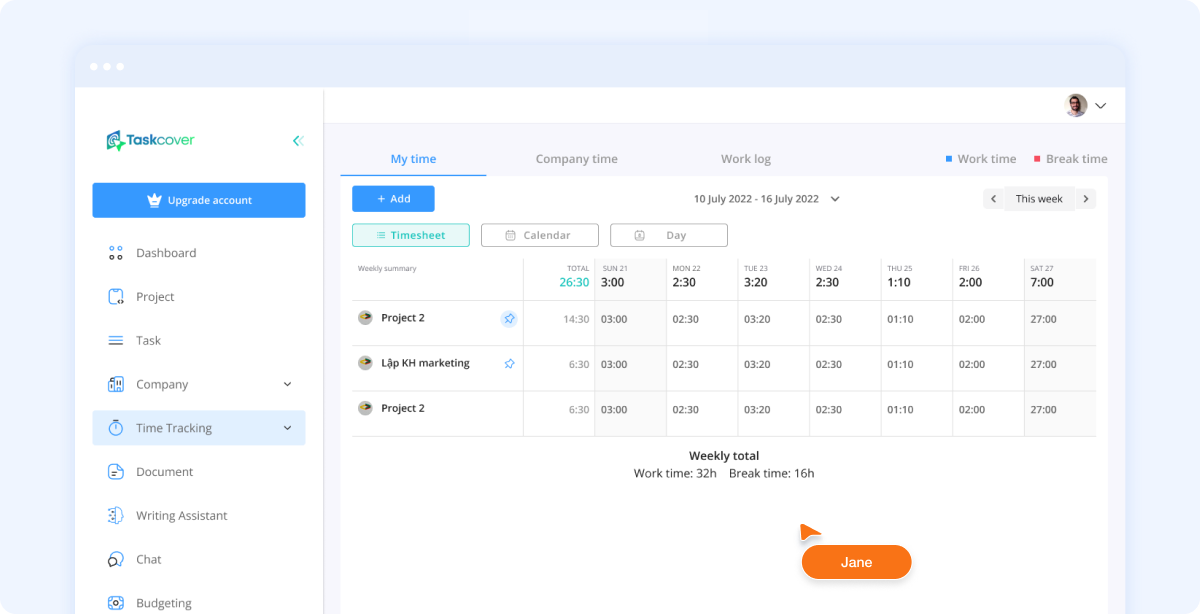 Taskcover
Upgrade account
Dashboard
Project
Task
Company
Time Tracking
Document
Writing Assistant
Chat
Budgeting
My time Company time Work log Work time Break time
+ Add 10 July 2022 - 16 July 2022 This week
Timesheet Calendar Day
Weekly summary TOTAL SUN 21 MON 22 TUE 23 WED 24 THU 25 FRI 26 SAT 27
26:30 3:00 2:30 3:20 2:30 1:10 2:00 7:00
Project 2 14:30 03:00 02:30 03:20 02:30 01:10 02:00 27:00
Lập KH marketing 6:30 03:00 02:30 03:20 02:30 01:10 02:00 27:00
Project 2 6:30 03:00 02:30 03:20 02:30 01:10 02:00 27:00
Weekly total
Work time: 32h Break time: 16h
Jane